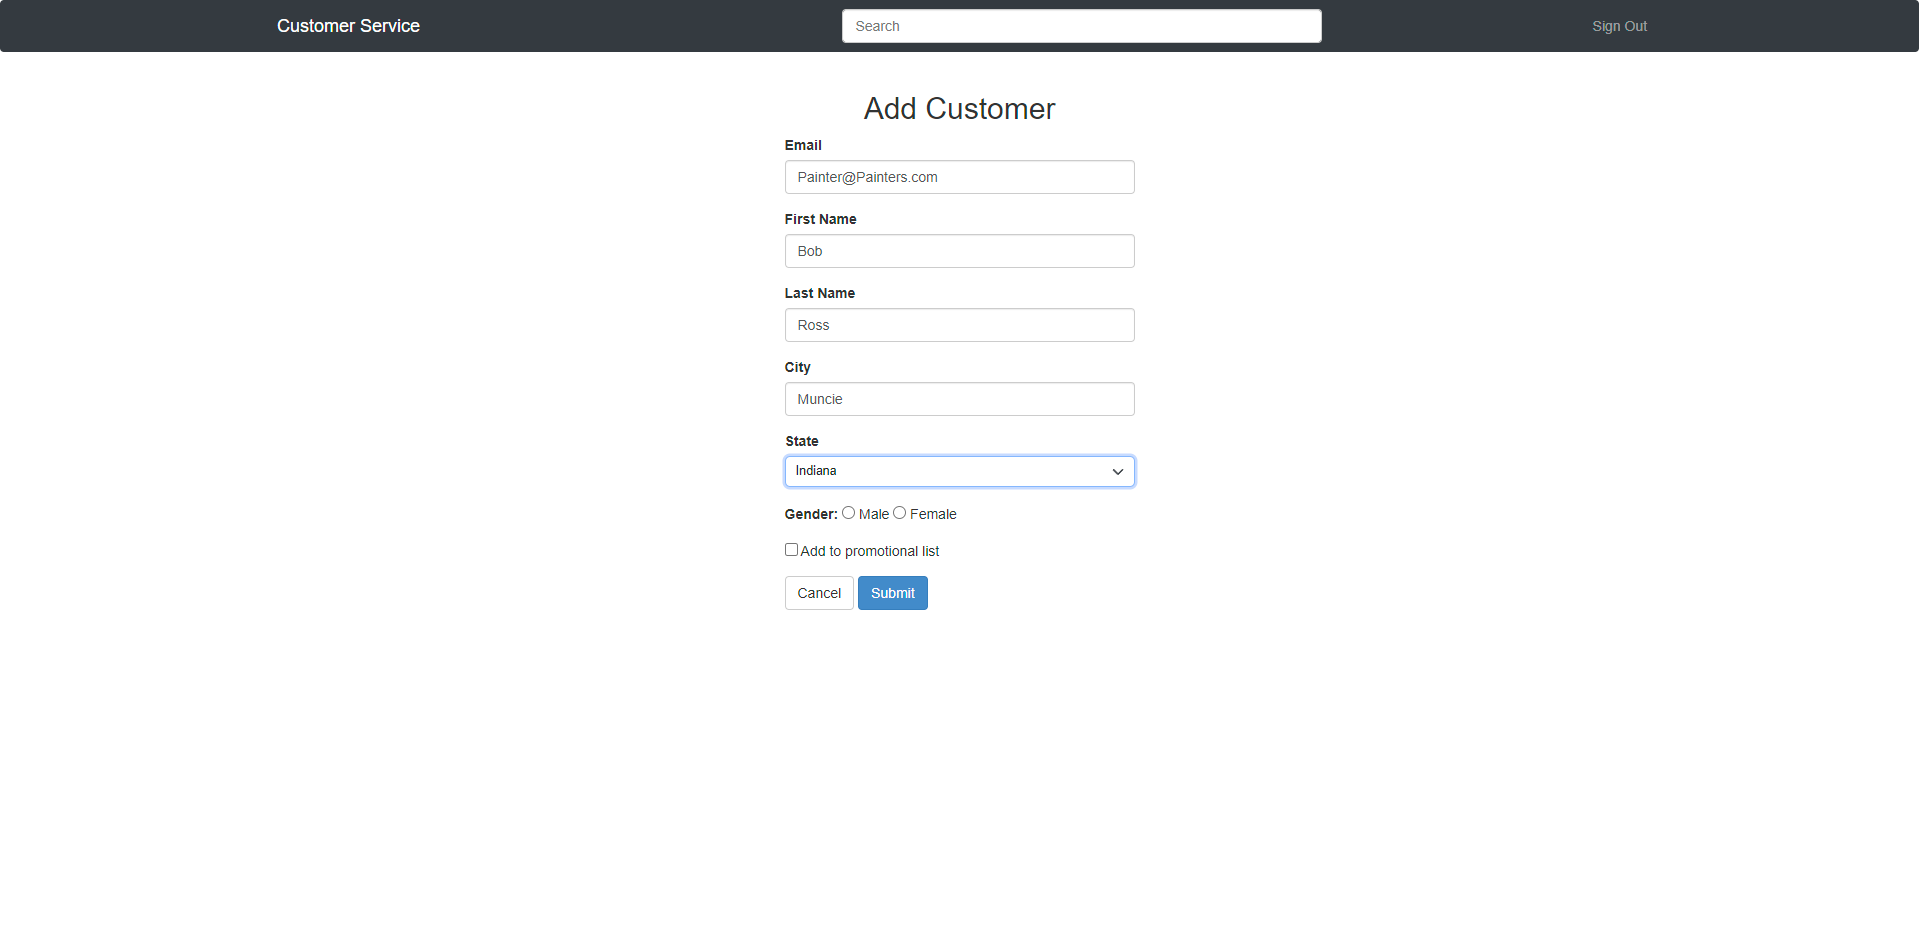 Customer Service Search Sign Out
Add Customer
Email
Painter@Painters.com
First Name
Bob
Last Name
Ross
City
Muncie
State
Indiana
Gender: Male Female
Add to promotional list
Cancel Submit